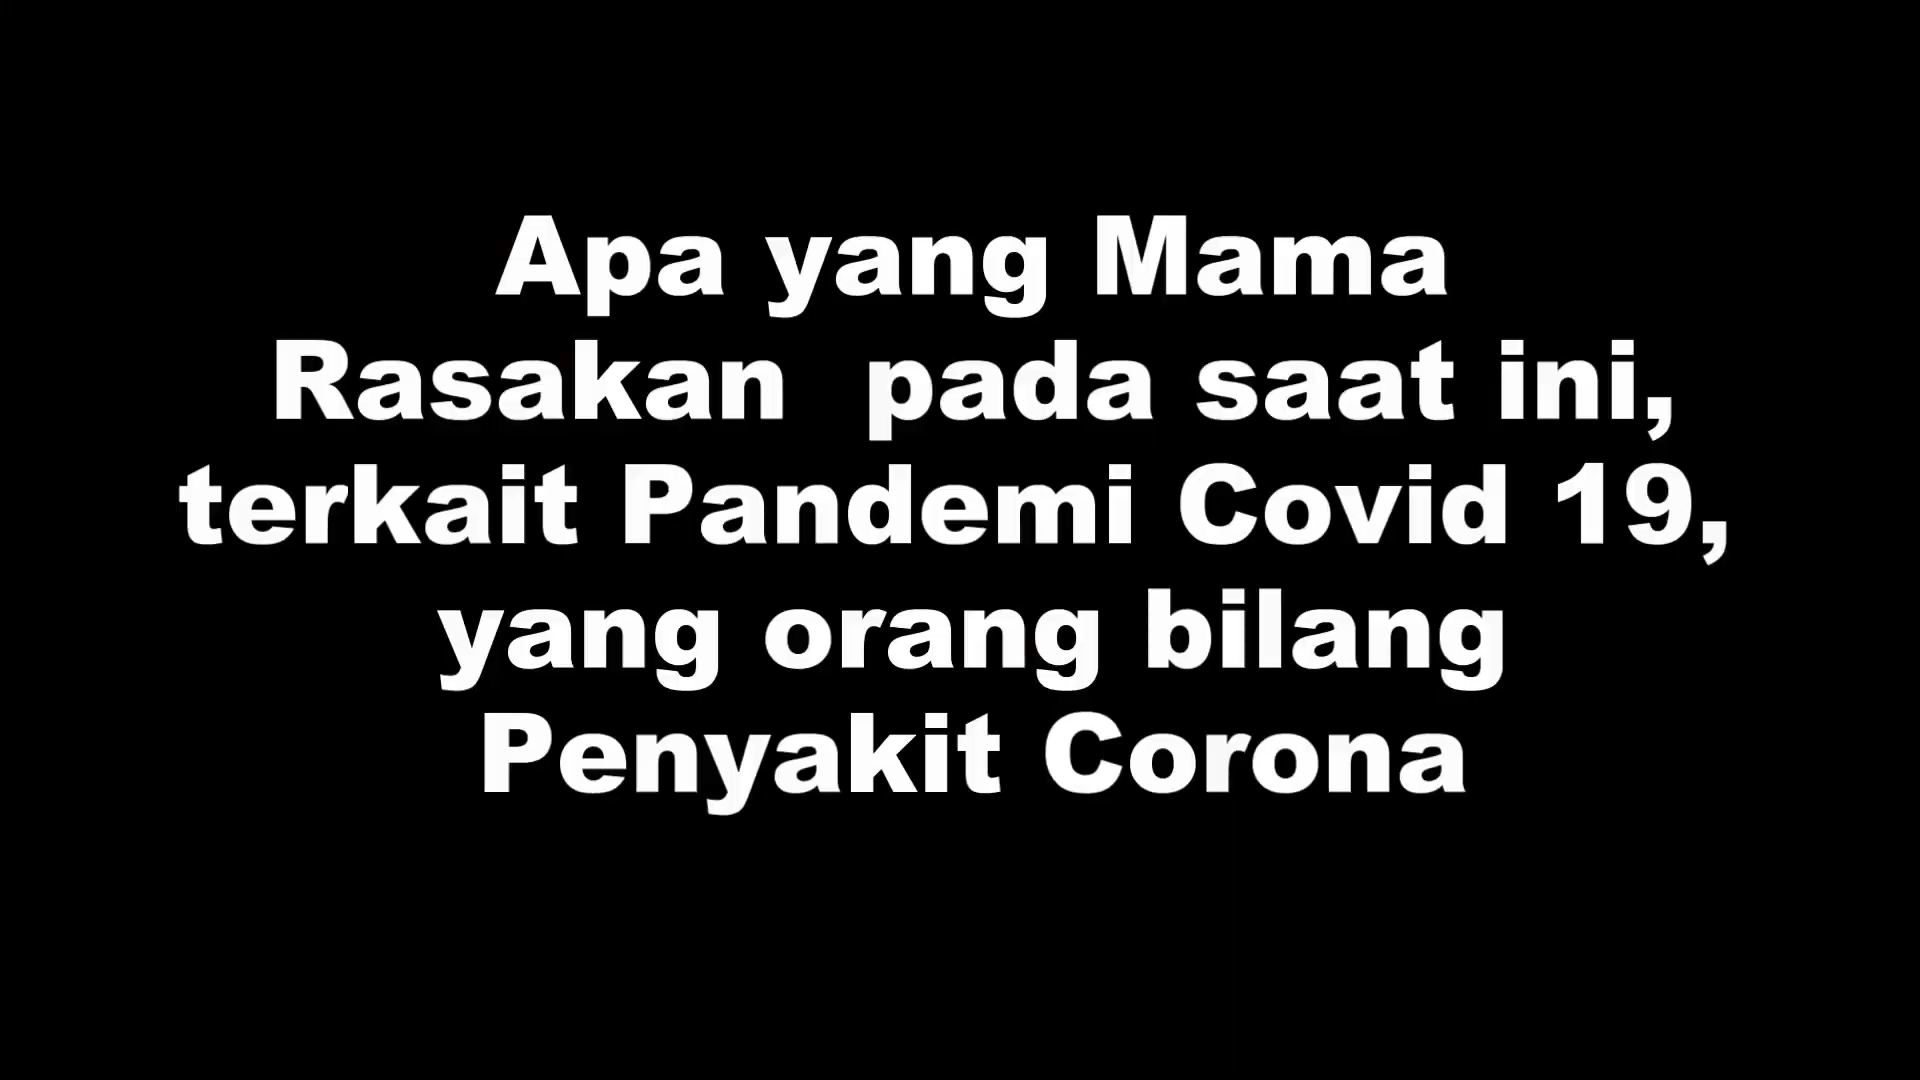 Apa yang Mama
Rasakan  pada saat ini,
terkait Pandemi Covid 19,
yang orang bilang
Penyakit Corona